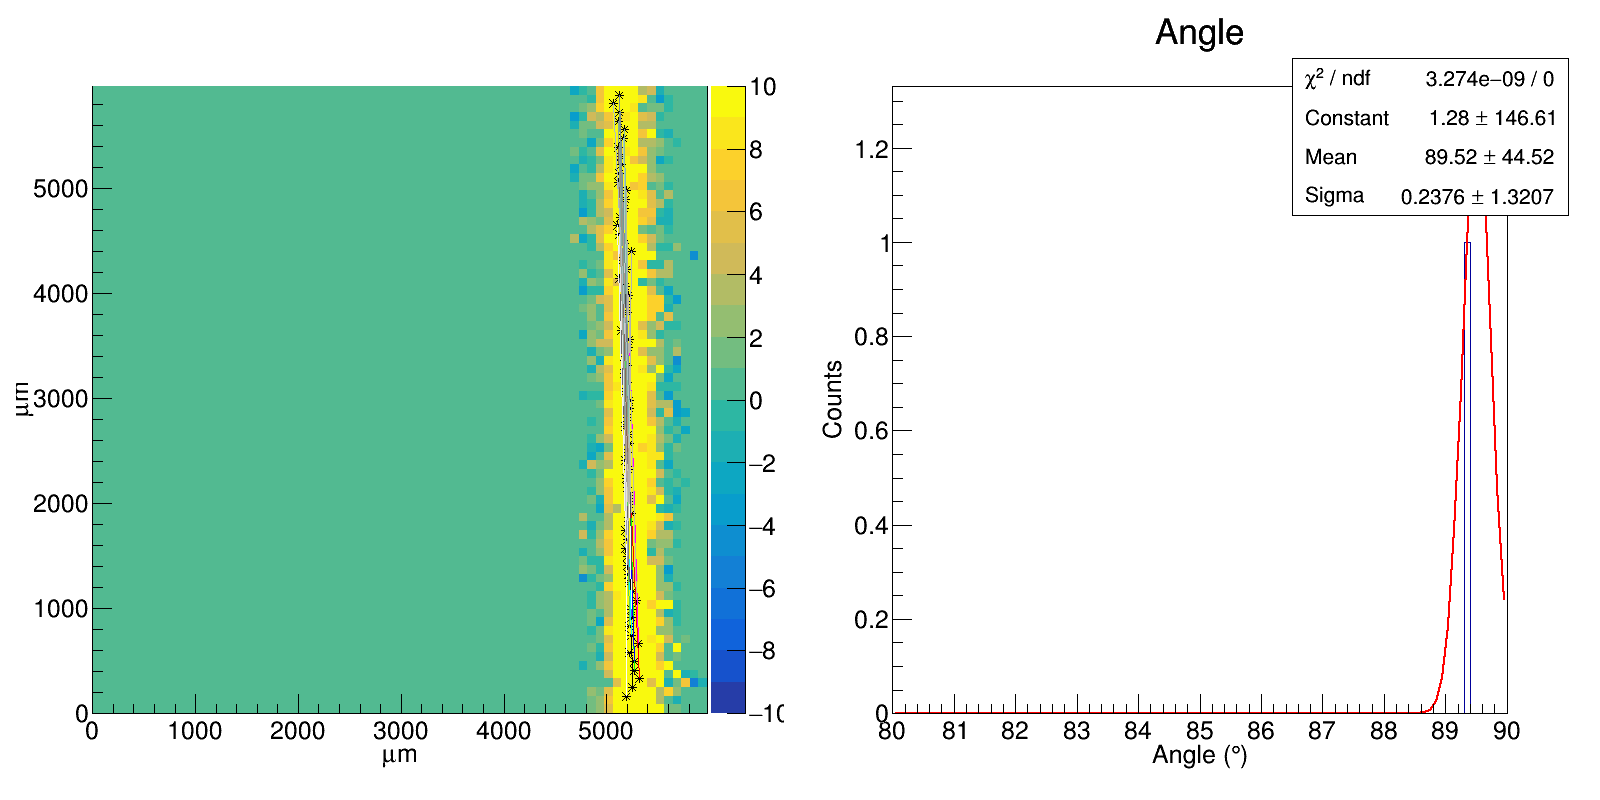 Angle
χ² / ndf 3.274e−09 / 0
Constant 1.28 ± 146.61
Mean 89.52 ± 44.52
Sigma 0.2376 ± 1.3207
10
8
6
4
2
0
−2
−4
−6
−8
−10
5000
4000
3000
2000
1000
0
μm
0 1000 2000 3000 4000 5000
μm
1.2
1
0.8
0.6
0.4
0.2
0
Counts
80 81 82 83 84 85 86 87 88 89 90
Angle (°)